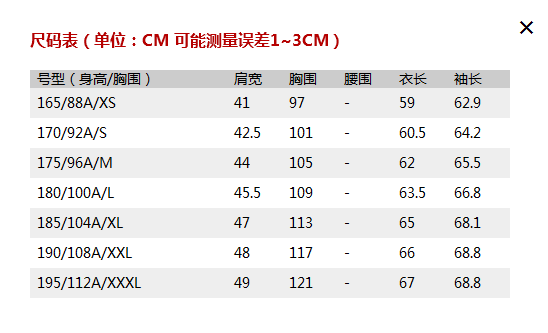 尺码表（单位：CM 可能测量误差1~3CM）
号型（身高/胸围） 肩宽 胸围 腰围 衣长 袖长
165/88A/XS 41 97 - 59 62.9
170/92A/S 42.5 101 - 60.5 64.2
175/96A/M 44 105 - 62 65.5
180/100A/L 45.5 109 - 63.5 66.8
185/104A/XL 47 113 - 65 68.1
190/108A/XXL 48 117 - 66 68.8
195/112A/XXXL 49 121 - 67 68.8